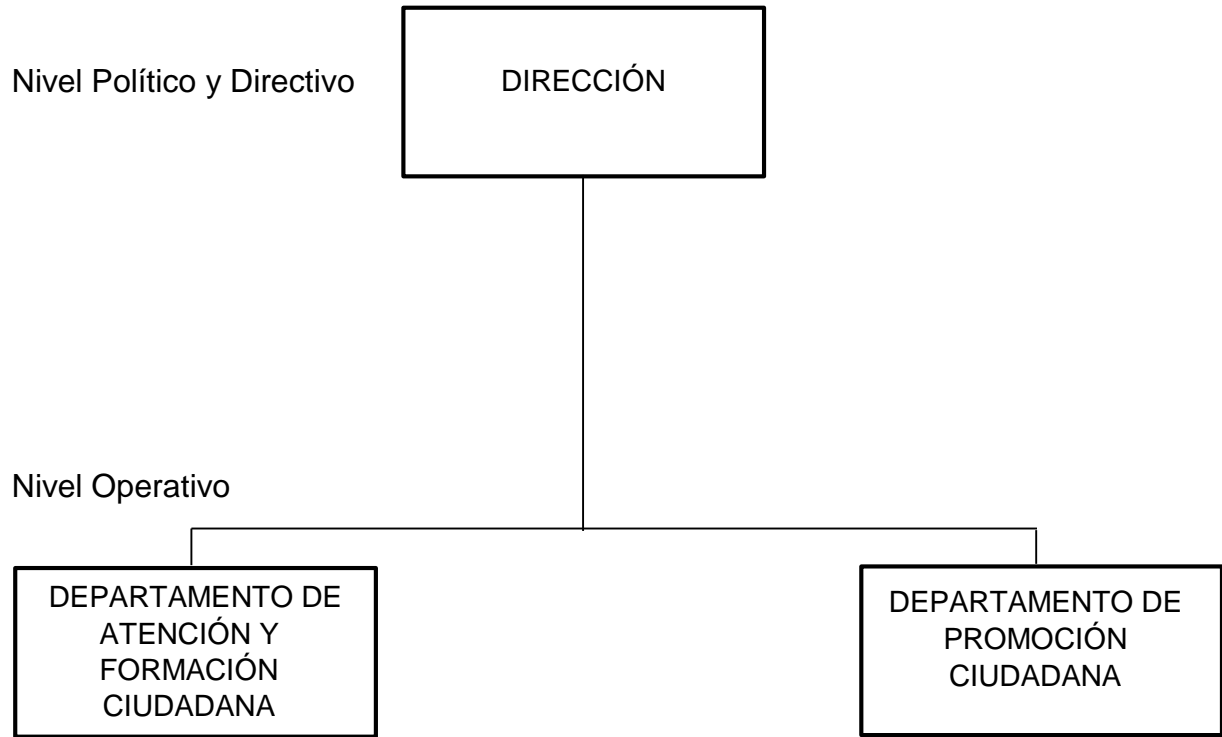 Nivel Político y Directivo
DIRECCIÓN
Nivel Operativo
DEPARTAMENTO DE
ATENCIÓN Y
FORMACIÓN
CIUDADANA
DEPARTAMENTO DE
PROMOCIÓN
CIUDADANA